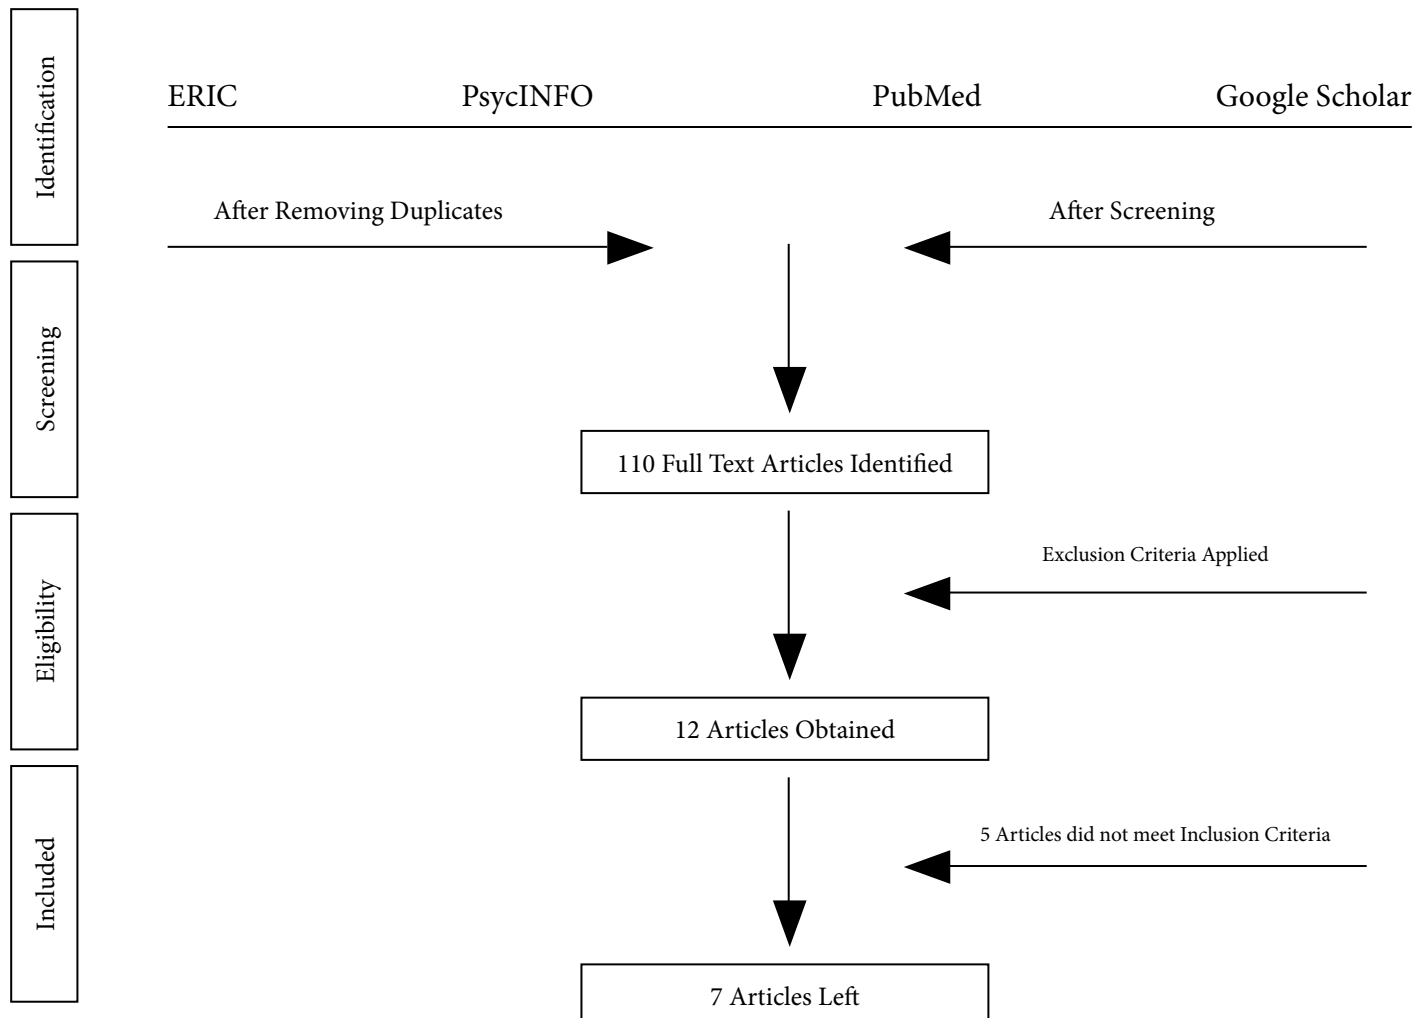 Identification
ERIC PsycINFO PubMed Google Scholar
After Removing Duplicates
After Screening
Screening
110 Full Text Articles Identified
Eligibility
Exclusion Criteria Applied
12 Articles Obtained
Included
5 Articles did not meet Inclusion Criteria
7 Articles Left